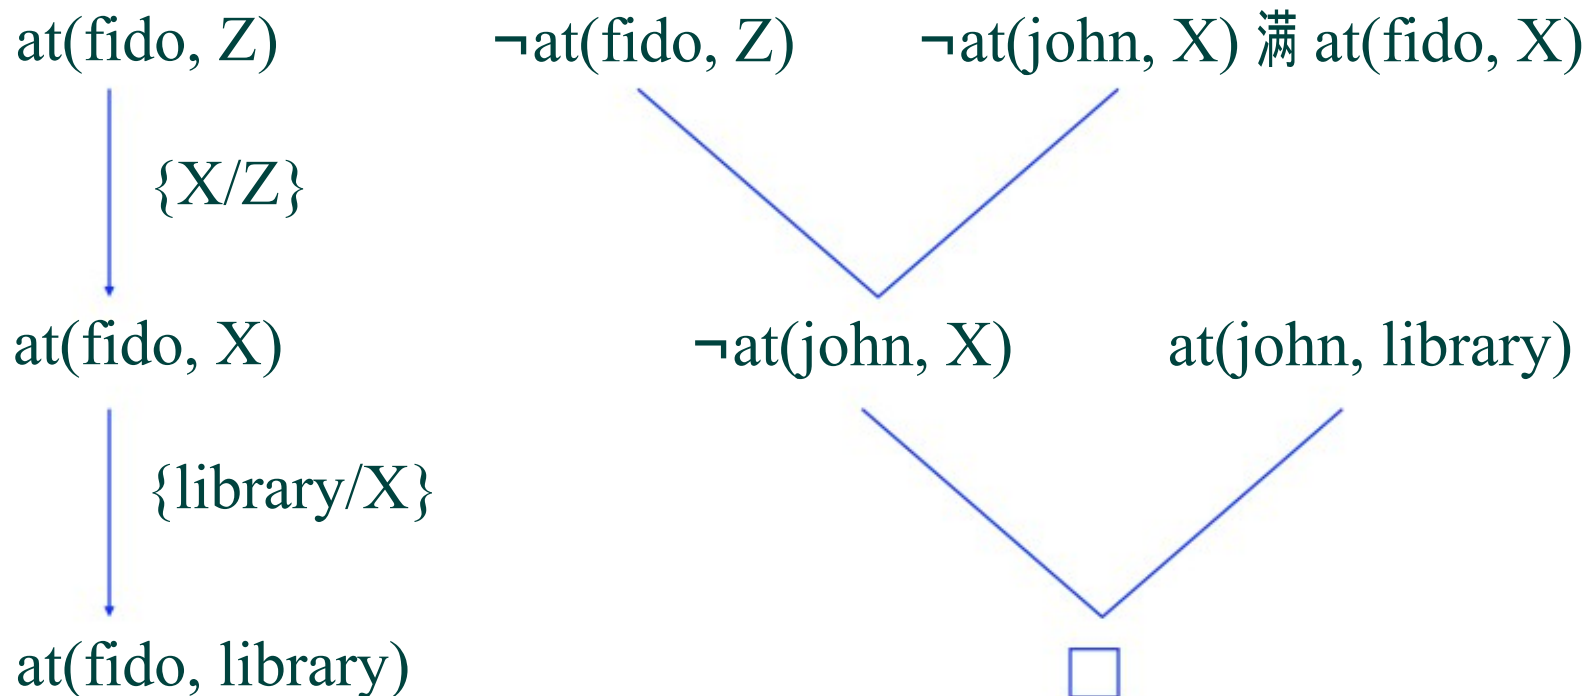 at(fido, Z) ¬at(fido, Z) ¬at(john, X) 满 at(fido, X)
{X/Z}
at(fido, X) ¬at(john, X) at(john, library)
{library/X}
at(fido, library)